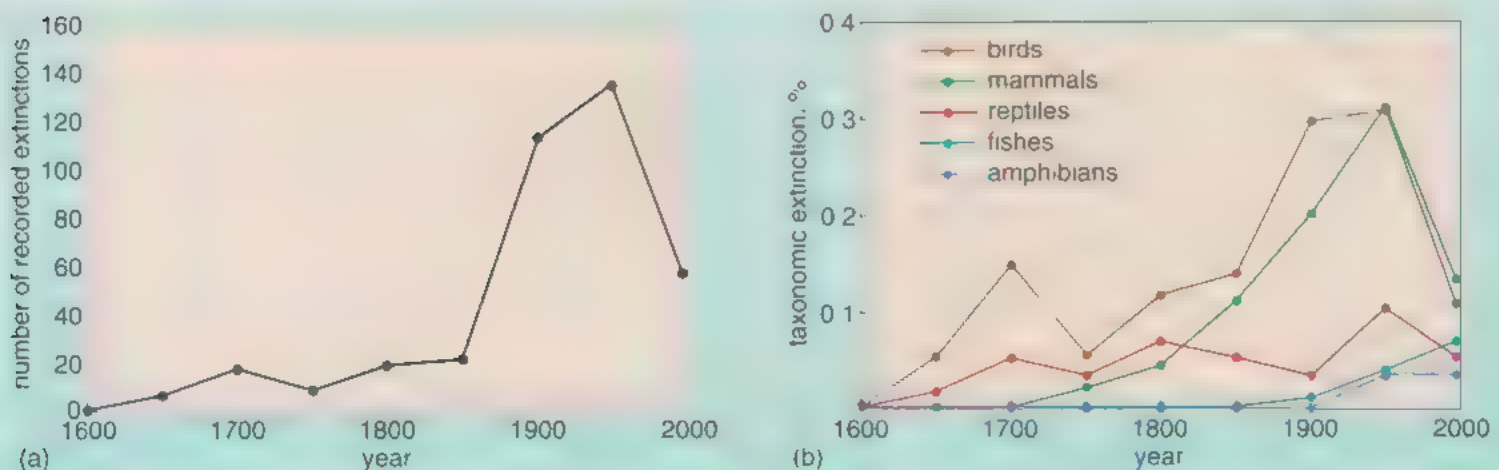 number of recorded extinctions
160
140
120
100
80
60
40
20
0
1600 1700 1800 1900 2000
year
(a)
taxonomic extinction. %
0 4
0 3
0 2
0 1
birds
mammals
reptiles
fishes
amphibians
1600 1700 1800 1900 2000
year
(b)